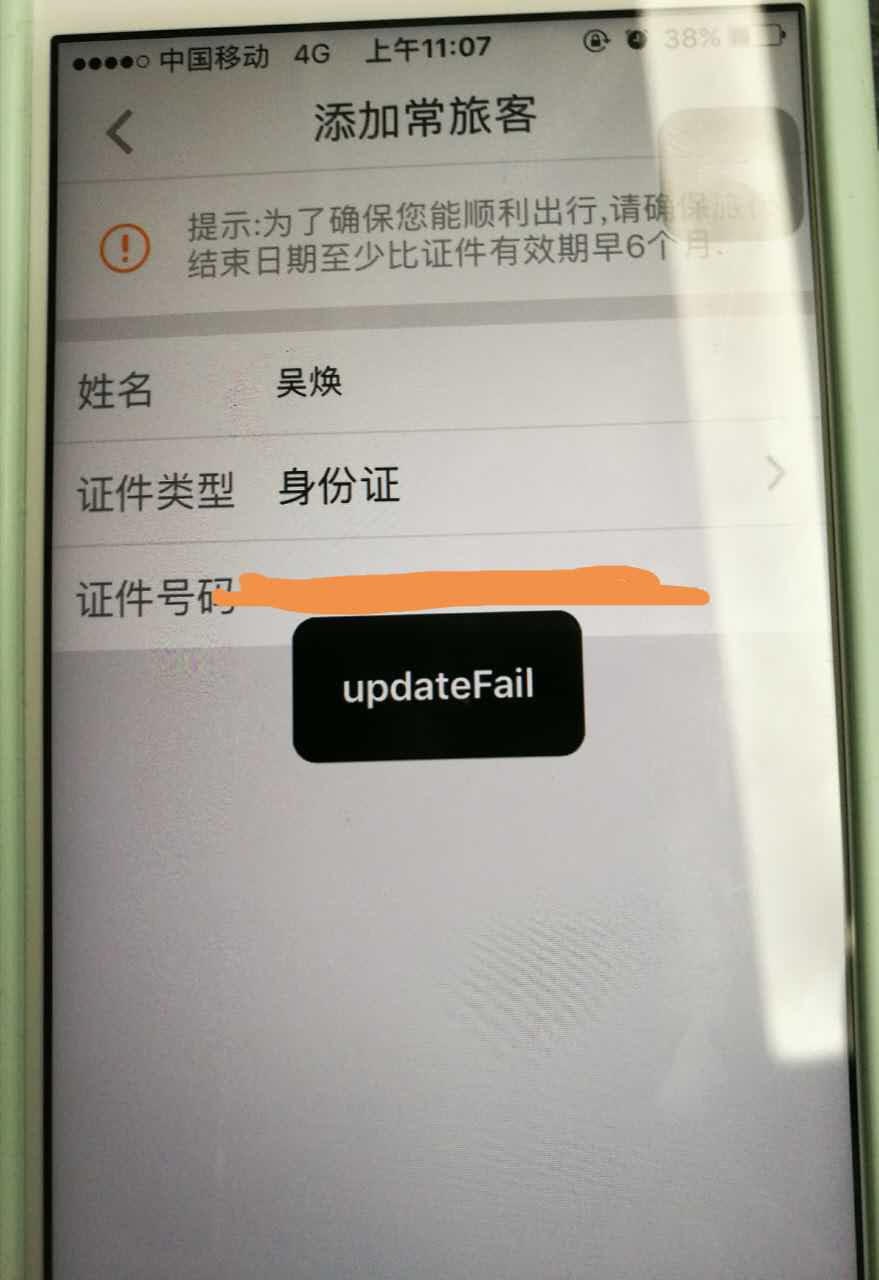 中国移动 4G 上午11:07 38%
添加常旅客
提示:为了确保您能顺利出行,请确保旅行
结束日期至少比证件有效期早6个月.
姓名 吴焕
证件类型 身份证
证件号码
updateFail